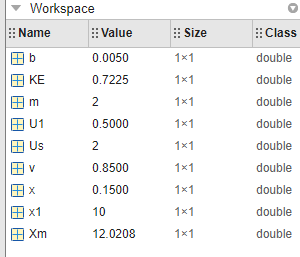 Workspace
Name Value Size Class
b 0.0050 1×1 double
KE 0.7225 1×1 double
m 2 1×1 double
U1 0.5000 1×1 double
Us 2 1×1 double
v 0.8500 1×1 double
x 0.1500 1×1 double
x1 10 1×1 double
Xm 12.0208 1×1 double